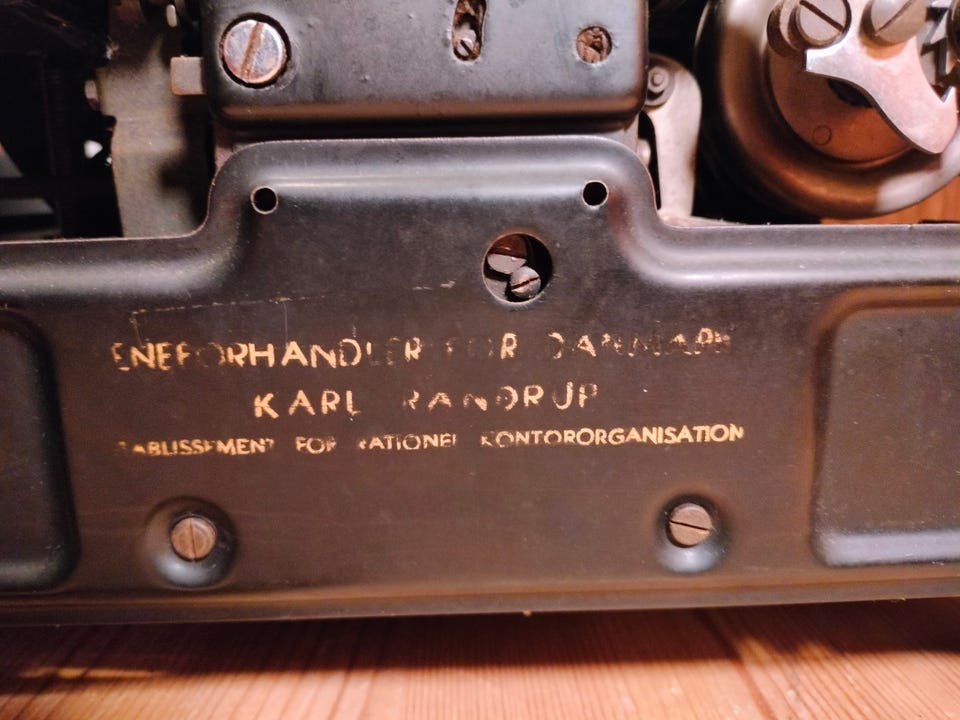 ENEFORHANDLER FOR DANMARK
KARL RANDRUP
ETABLISSEMENT FOR RATIONEL KONTORORGANISATION